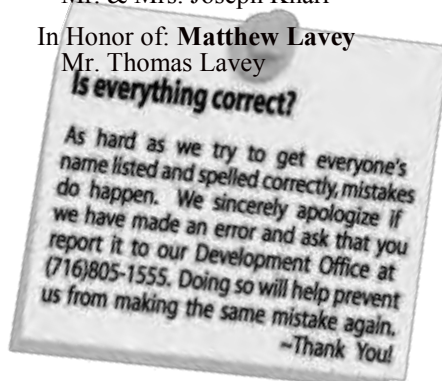 Mr. & Mrs. Joseph
In Honor of: Matthew Lavey
Mr. Thomas Lavey
Is everything correct?
As hard as we try to get everyone's
name listed and spelled correctly, mistakes
do happen. We sincerely apologize if
we have made an error and ask that you
report it to our Development Office at
(716)805-1555. Doing so will help prevent
us from making the same mistake again.
~Thank You!